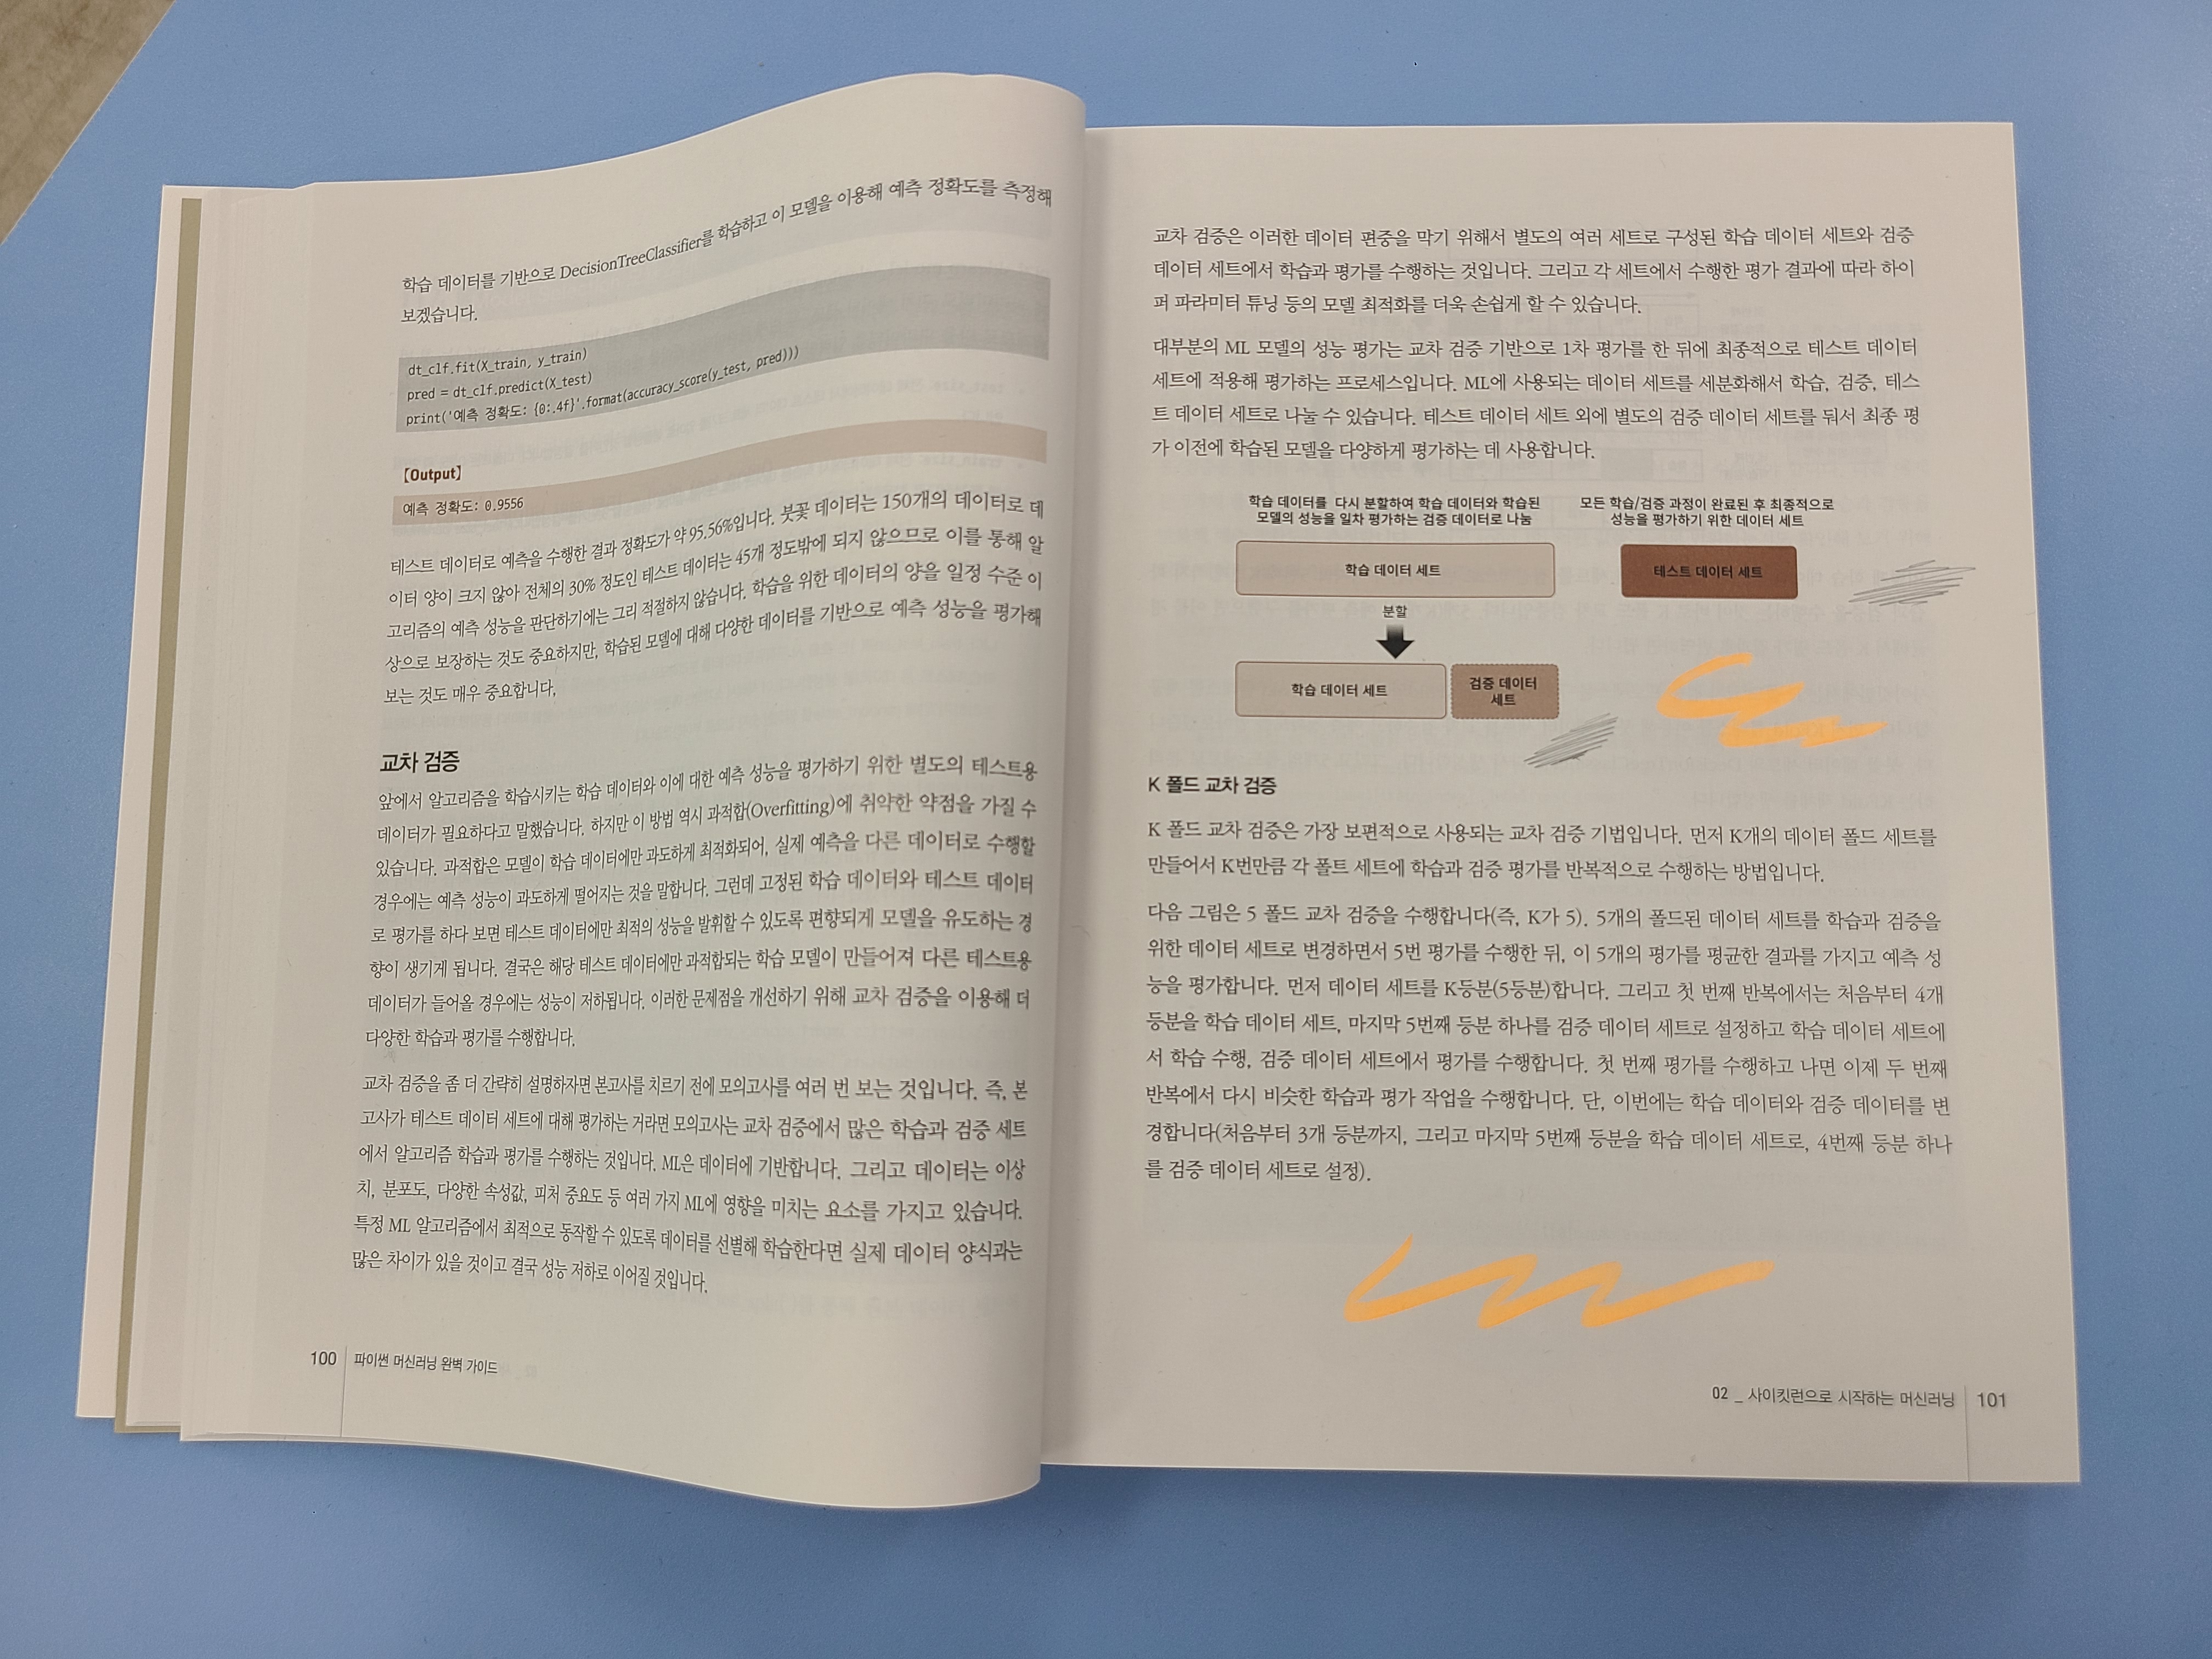 학습 데이터를 기반으로 DecisionTreeClassifier를 학습하고 이 모델을 이용해 예측 정확도를 측정해
보겠습니다.
dt_clf.fit(X_train, y_train)
pred = dt_clf.predict(X_test)
print('예측 정확도: {0:.4f}'.format(accuracy_score(y_test, pred)))
【Output】
예측 정확도: 0.9556
테스트 데이터로 예측을 수행한 결과 정확도가 약 95.56%입니다. 붓꽃 데이터는 150개의 데이터로 데
이터 양이 크지 않아 전체의 30% 정도인 테스트 데이터는 45개 정도밖에 되지 않으므로 이를 통해 알
고리즘의 예측 성능을 판단하기에는 그리 적절하지 않습니다. 학습을 위한 데이터의 양을 일정 수준 이
상으로 보장하는 것도 중요하지만, 학습된 모델에 대해 다양한 데이터를 기반으로 예측 성능을 평가해
보는 것도 매우 중요합니다.
교차 검증
앞에서 알고리즘을 학습시키는 학습 데이터와 이에 대한 예측 성능을 평가하기 위한 별도의 테스트용
데이터가 필요하다고 말했습니다. 하지만 이 방법 역시 과적합(Overfitting)에 취약한 약점을 가질 수
있습니다. 과적합은 모델이 학습 데이터에만 과도하게 최적화되어, 실제 예측을 다른 데이터로 수행할
경우에는 예측 성능이 과도하게 떨어지는 것을 말합니다. 그런데 고정된 학습 데이터와 테스트 데이터
로 평가를 하다 보면 테스트 데이터에만 최적의 성능을 발휘할 수 있도록 편향되게 모델을 유도하는 경
향이 생기게 됩니다. 결국은 해당 테스트 데이터에만 과적합되는 학습 모델이 만들어져 다른 테스트용
데이터가 들어올 경우에는 성능이 저하됩니다. 이러한 문제점을 개선하기 위해 교차 검증을 이용해 더
다양한 학습과 평가를 수행합니다.
교차 검증을 좀 더 간략히 설명하자면 본고사를 치르기 전에 모의고사를 여러 번 보는 것입니다. 즉, 본
고사가 테스트 데이터 세트에 대해 평가하는 거라면 모의고사는 교차 검증에서 많은 학습과 검증 세트
에서 알고리즘 학습과 평가를 수행하는 것입니다. ML은 데이터에 기반합니다. 그리고 데이터는 이상
치, 분포도, 다양한 속성값, 피처 중요도 등 여러 가지 ML에 영향을 미치는 요소를 가지고 있습니다.
특정 ML 알고리즘에서 최적으로 동작할 수 있도록 데이터를 선별해 학습한다면 실제 데이터 양식과는
많은 차이가 있을 것이고 결국 성능 저하로 이어질 것입니다.
100 파이썬 머신러닝 완벽 가이드
교차 검증은 이러한 데이터 편중을 막기 위해서 별도의 여러 세트로 구성된 학습 데이터 세트와 검증
데이터 세트에서 학습과 평가를 수행하는 것입니다. 그리고 각 세트에서 수행한 평가 결과에 따라 하이
퍼 파라미터 튜닝 등의 모델 최적화를 더욱 손쉽게 할 수 있습니다.
대부분의 ML 모델의 성능 평가는 교차 검증 기반으로 1차 평가를 한 뒤에 최종적으로 테스트 데이터
세트에 적용해 평가하는 프로세스입니다. ML에 사용되는 데이터 세트를 세분화해서 학습, 검증, 테스
트 데이터 세트로 나눌 수 있습니다. 테스트 데이터 세트 외에 별도의 검증 데이터 세트를 둬서 최종 평
가 이전에 학습된 모델을 다양하게 평가하는 데 사용합니다.
학습 데이터를 다시 분할하여 학습 데이터와 학습된
모델의 성능을 일차 평가하는 검증 데이터로 나눔
모든 학습/검증 과정이 완료된 후 최종적으로
성능을 평가하기 위한 데이터 세트
학습 데이터 세트
테스트 데이터 세트
분할
학습 데이터 세트
검증 데이터
세트
K 폴드 교차 검증
K 폴드 교차 검증은 가장 보편적으로 사용되는 교차 검증 기법입니다. 먼저 K개의 데이터 폴드 세트를
만들어서 K번만큼 각 폴트 세트에 학습과 검증 평가를 반복적으로 수행하는 방법입니다.
다음 그림은 5 폴드 교차 검증을 수행합니다(즉, K가 5). 5개의 폴드된 데이터 세트를 학습과 검증을
위한 데이터 세트로 변경하면서 5번 평가를 수행한 뒤, 이 5개의 평가를 평균한 결과를 가지고 예측 성
능을 평가합니다. 먼저 데이터 세트를 K등분(5등분)합니다. 그리고 첫 번째 반복에서는 처음부터 4개
등분을 학습 데이터 세트, 마지막 5번째 등분 하나를 검증 데이터 세트로 설정하고 학습 데이터 세트에
서 학습 수행, 검증 데이터 세트에서 평가를 수행합니다. 첫 번째 평가를 수행하고 나면 이제 두 번째
반복에서 다시 비슷한 학습과 평가 작업을 수행합니다. 단, 이번에는 학습 데이터와 검증 데이터를 변
경합니다(처음부터 3개 등분까지, 그리고 마지막 5번째 등분을 학습 데이터 세트로, 4번째 등분 하나
를 검증 데이터 세트로 설정).
02 _ 사이킷런으로 시작하는 머신러닝 101